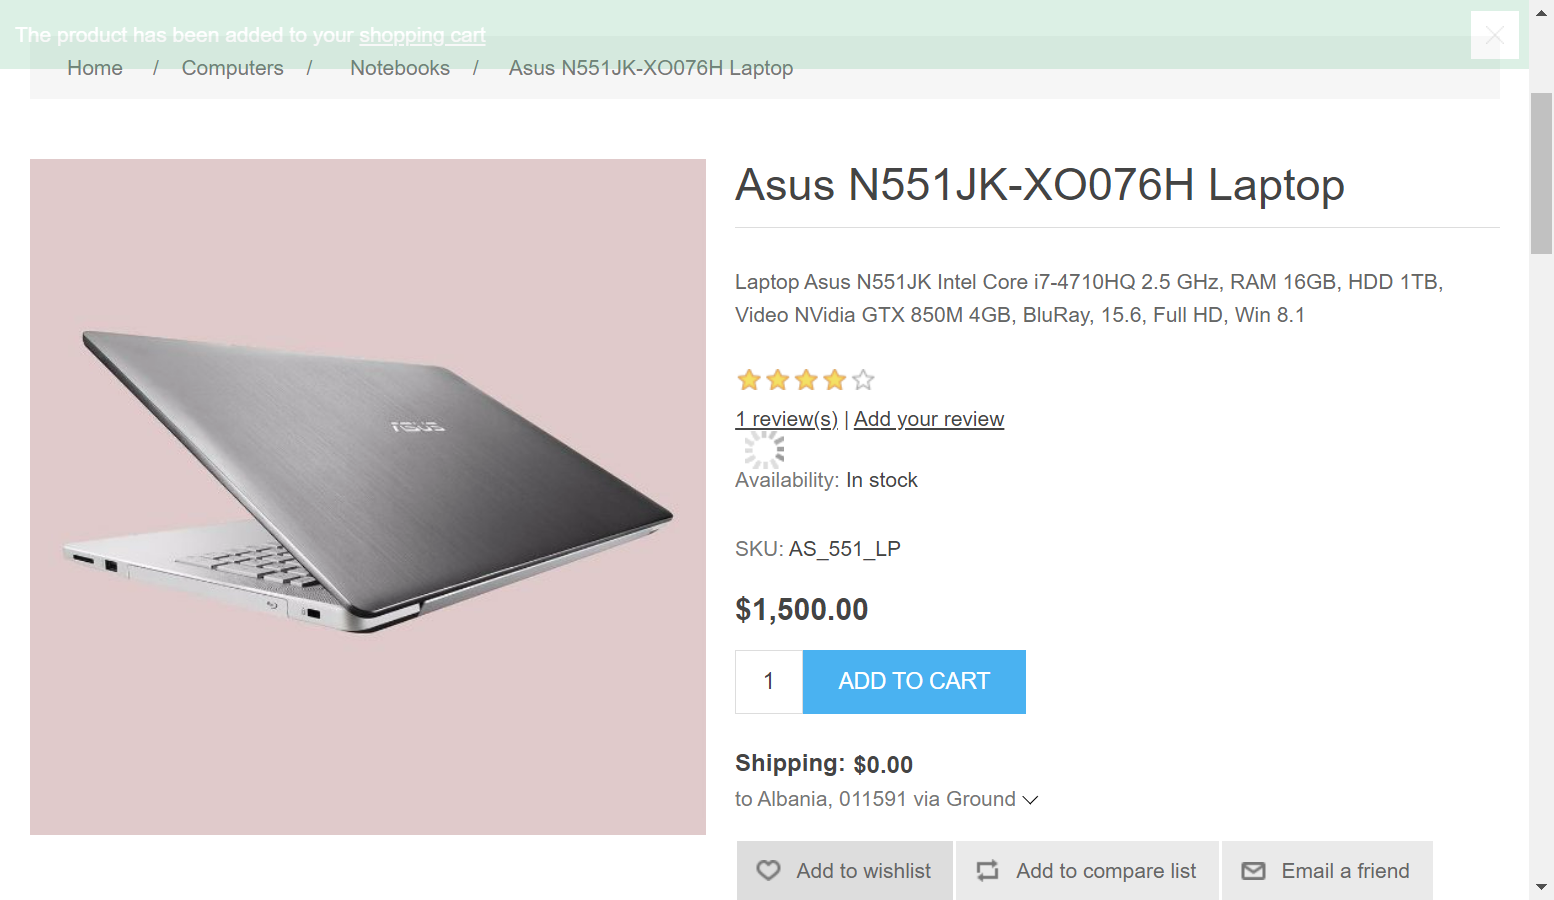 The product has been added to your shopping cart
Home / Computers / Notebooks / Asus N551JK-XO076H Laptop
Asus N551JK-XO076H Laptop
Laptop Asus N551JK Intel Core i7-4710HQ 2.5 GHz, RAM 16GB, HDD 1TB,
Video NVidia GTX 850M 4GB, BluRay, 15.6, Full HD, Win 8.1
ASUS
1 review(s) | Add your review
Availability: In stock
SKU: AS_551_LP
$1,500.00
1 ADD TO CART
Shipping: $0.00
to Albania, 011591 via Ground
Add to wishlist Add to compare list Email a friend